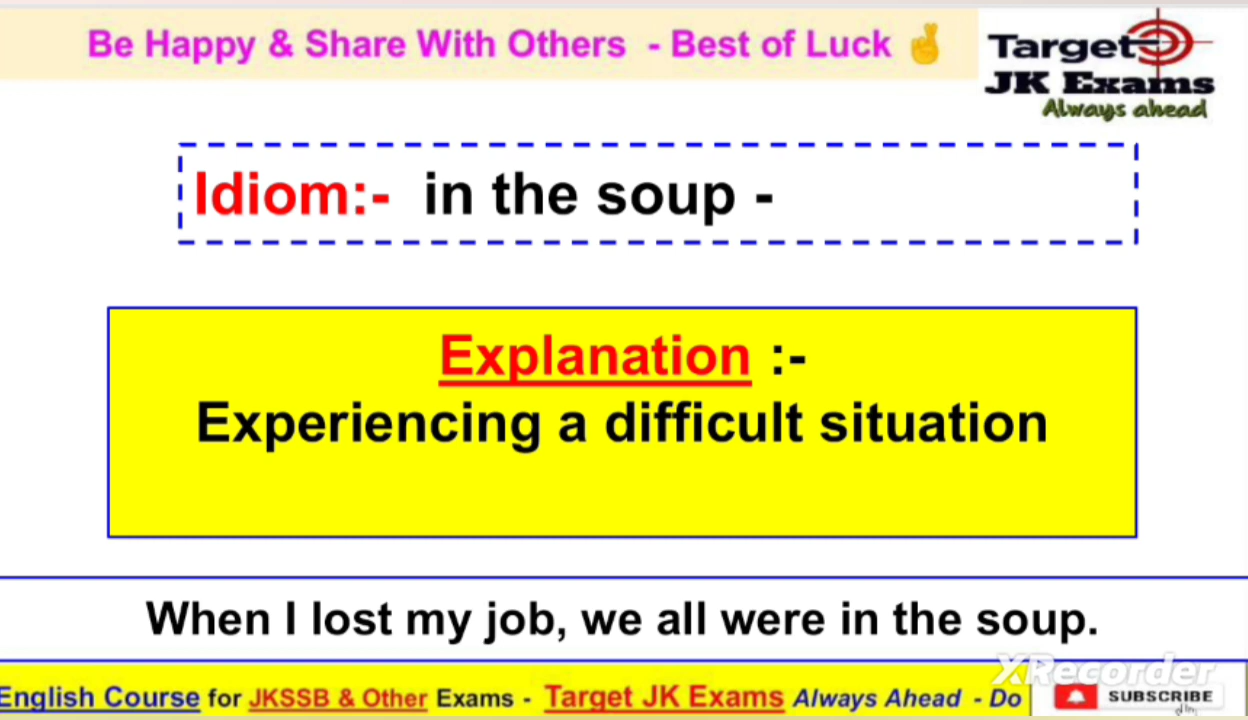 Be Happy & Share With Others - Best of Luck ✌
Target
JK Exams
Always ahead
Idiom:- in the soup -
Explanation :-
Experiencing a difficult situation
When I lost my job, we all were in the soup.
XRecorder
English Course for JKSSB & Other Exams - Target JK Exams Always Ahead - Do
SUBSCRIBE